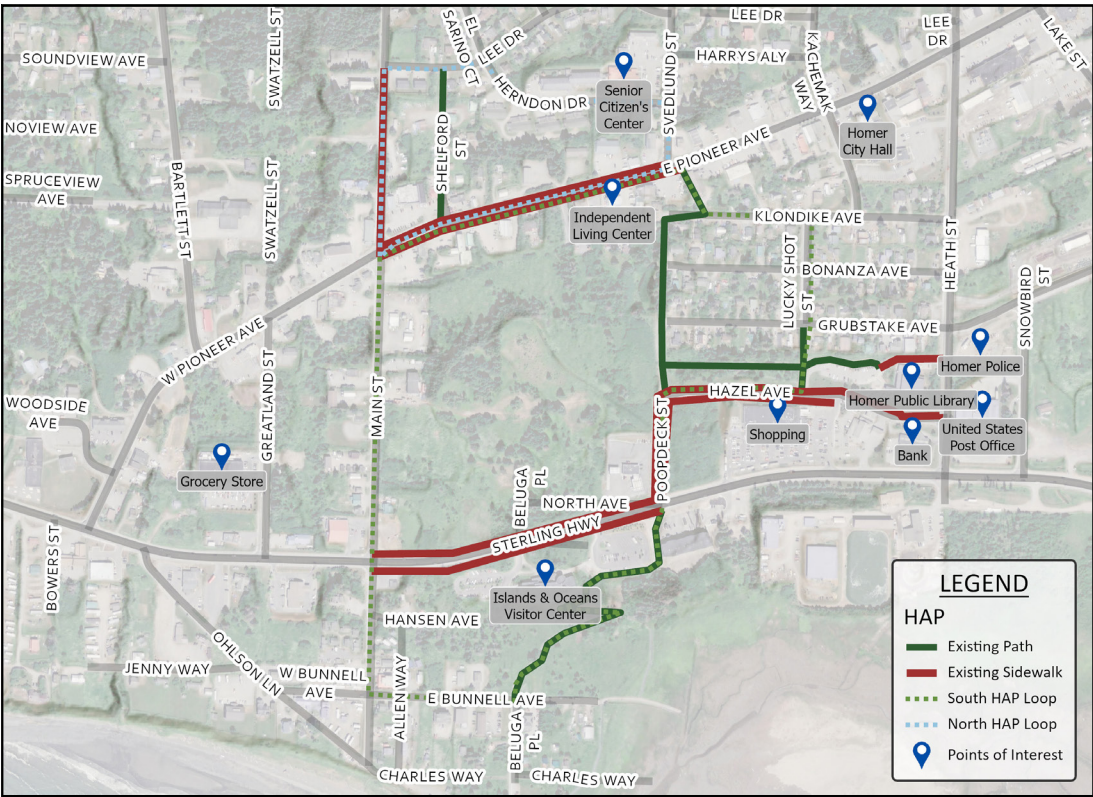 SWATZELL ST
EL
SARINO CT
LEE DR
LEE DR
LEE
DR
LAKE ST
SOUNDVIEW AVE
HARRYS ALY
KACHEMAK
WAY
SVEDLUND ST
HERNDON DR
Senior
Citizen's
Center
Homer
City Hall
NOVIEW AVE
SHELFORD
ST
E PIONEER AVE
SPRUCEVIEW
AVE
BARTLETT ST
SWATZELL ST
Independent
Living Center
KLONDIKE AVE
HEATH ST
LUCKY SHOT
ST
BONANZA AVE
SNOWBIRD
ST
GRUBSTAKE AVE
W PIONEER AVE
GREATLAND ST
MAIN ST
Homer Police
HAZEL AVE
Homer Public Library
WOODSIDE
AVE
POOPDECK ST
Shopping
United States
Post Office
Bank
Grocery Store
BELUGA
PL
NORTH AVE
STERLING HWY
BOWERS ST
Islands & Oceans
Visitor Center
HANSEN AVE
OHLSON LN
JENNY WAY
W BUNNELL
AVE
ALLEN WAY
E BUNNELL AVE
BELUGA
PL
CHARLES WAY
CHARLES WAY
LEGEND
HAP
Existing Path
Existing Sidewalk
South HAP Loop
North HAP Loop
Points of Interest